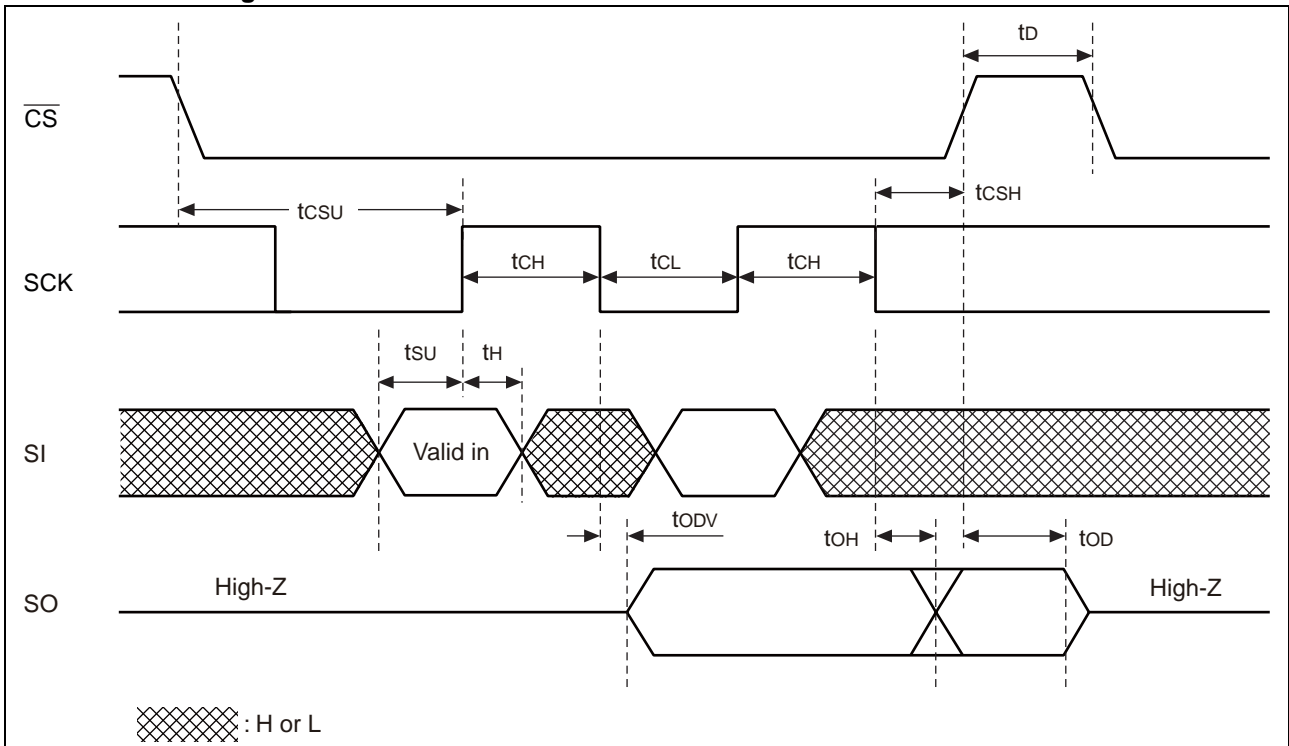 g
tD
CS
tCSU
tCSH
SCK
tCH
tCL
tCH
tSU
tH
SI
Valid in
tODV
tOH
tOD
SO
High-Z
High-Z
: H or L